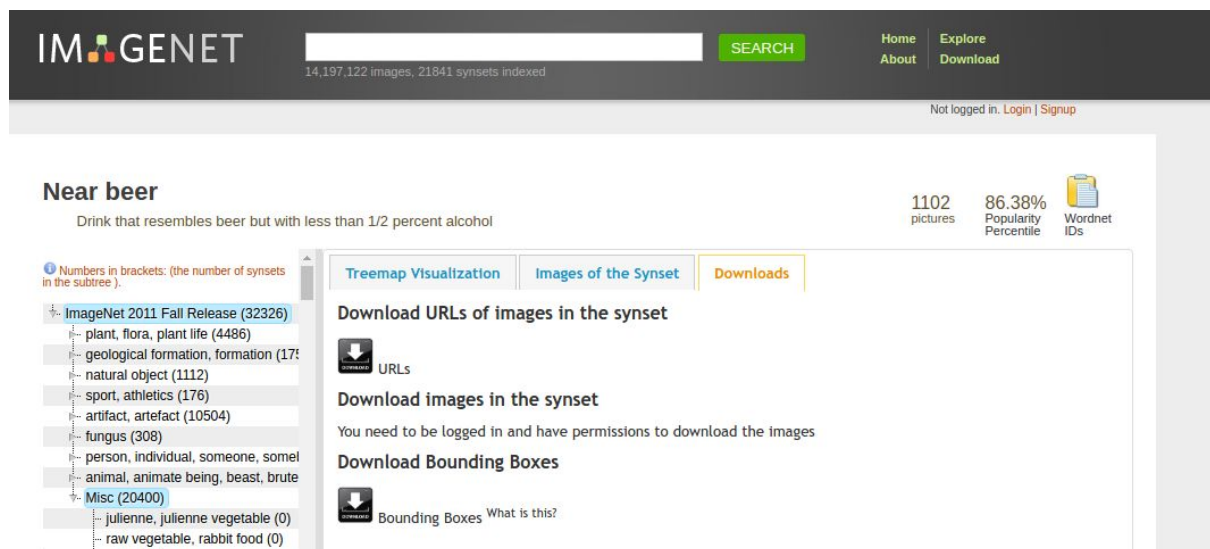 IMAGENET
SEARCH
14,197,122 images, 21841 synsets indexed
Home Explore
About Download
Not logged in. Login | Signup
Near beer
Drink that resembles beer but with less than 1/2 percent alcohol
1102
pictures
86.38%
Popularity
Percentile
Wordnet
IDs
Numbers in brackets: (the number of synsets
in the subtree ).
ImageNet 2011 Fall Release (32326)
plant, flora, plant life (4486)
geological formation, formation (175
natural object (1112)
sport, athletics (176)
artifact, artefact (10504)
fungus (308)
person, individual, someone, somel
animal, animate being, beast, brute
Misc (20400)
julienne, julienne vegetable (0)
raw vegetable, rabbit food (0)
Treemap Visualization Images of the Synset Downloads
Download URLs of images in the synset
DOWNLOAD URLs
Download images in the synset
You need to be logged in and have permissions to download the images
Download Bounding Boxes
DOWNLOAD Bounding Boxes What is this?